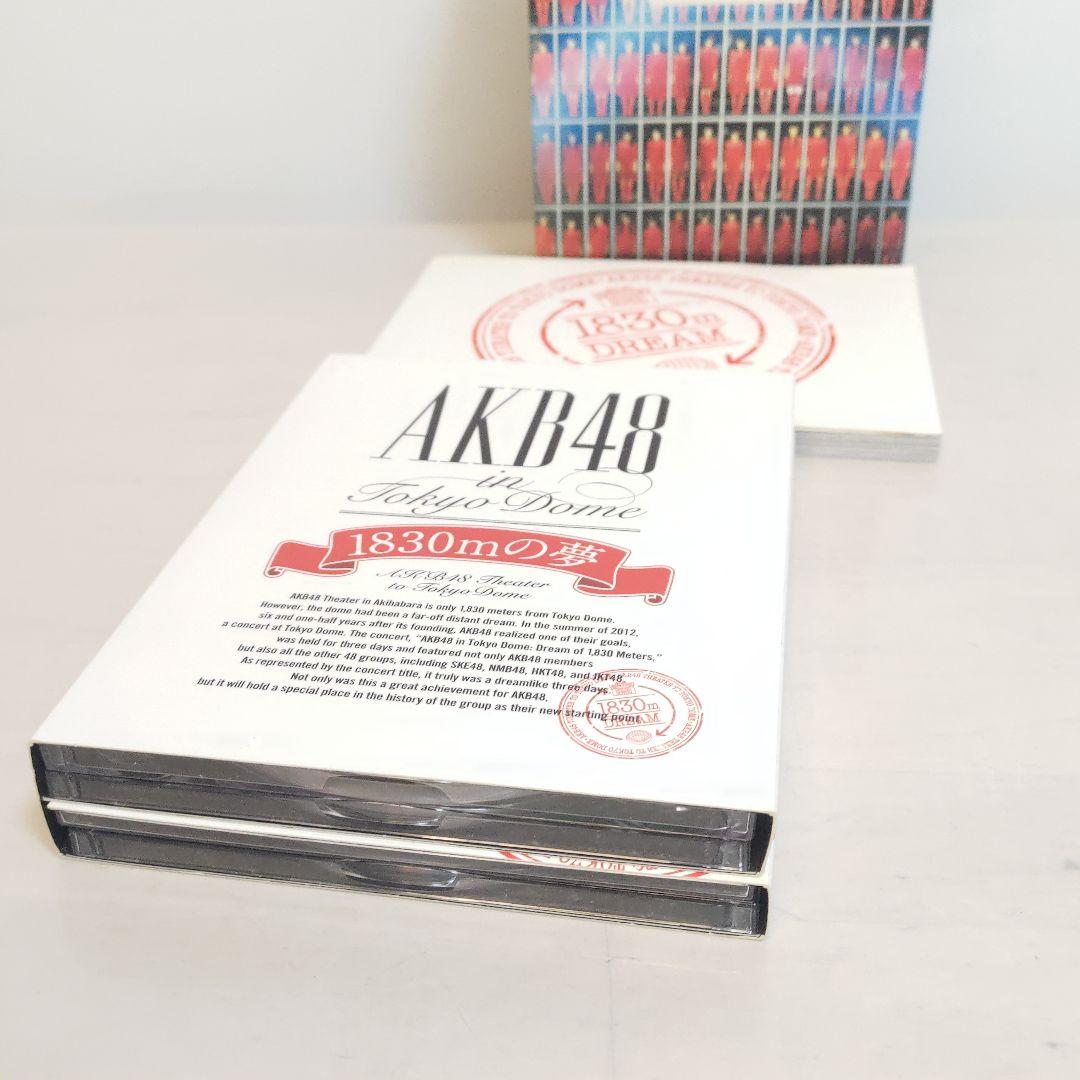 1830m
DREAM
AKB48
in
Tokyo Dome
1830mの夢
AKB48 Theater
to Tokyo Dome
AKB48 Theater in Akihabara is only 1,830 meters from Tokyo Dome.
However, the dome had been a far-off distant dream. In the summer of 2012,
six and one-half years after its founding, AKB48 realized one of their goals,
a concert at Tokyo Dome. The concert, "AKB48 in Tokyo Dome: Dream of 1,830 Meters,"
was held for three days and featured not only AKB48 members
but also all the other 48 groups, including SKE48, NMB48, HKT48, and JKT48.
As represented by the concert title, it truly was a dreamlike three days.
Not only was this a great achievement for AKB48,
but it will hold a special place in the history of the group as their new starting point.
1830m
DREAM